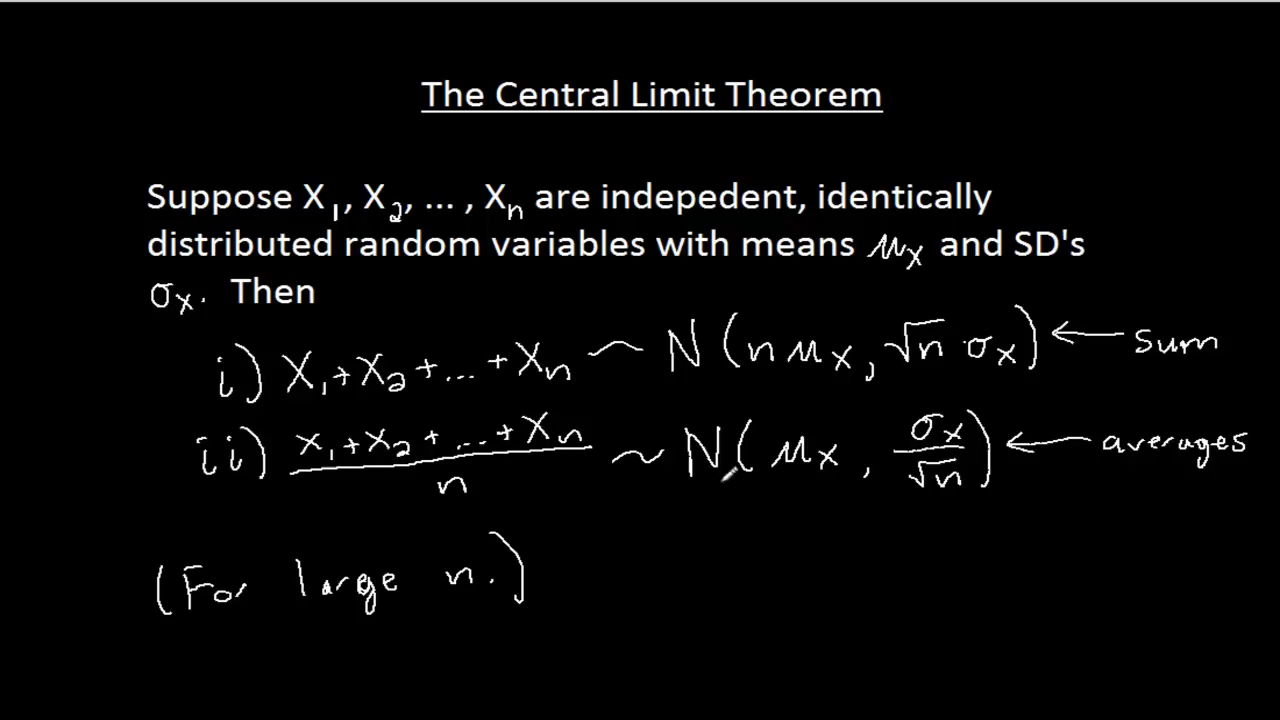 The Central Limit Theorem
Suppose X₁, X₂, ... , Xₙ are indepedent, identically
distributed random variables with means μₓ and SD's
σₓ. Then
i) X₁+X₂+...+Xₙ ~ N(nμₓ, √n·σₓ) ← sum
ii) (X₁+X₂+...+Xₙ)/n ~ N(μₓ, σₓ/√n) ← averages
(For large n.)